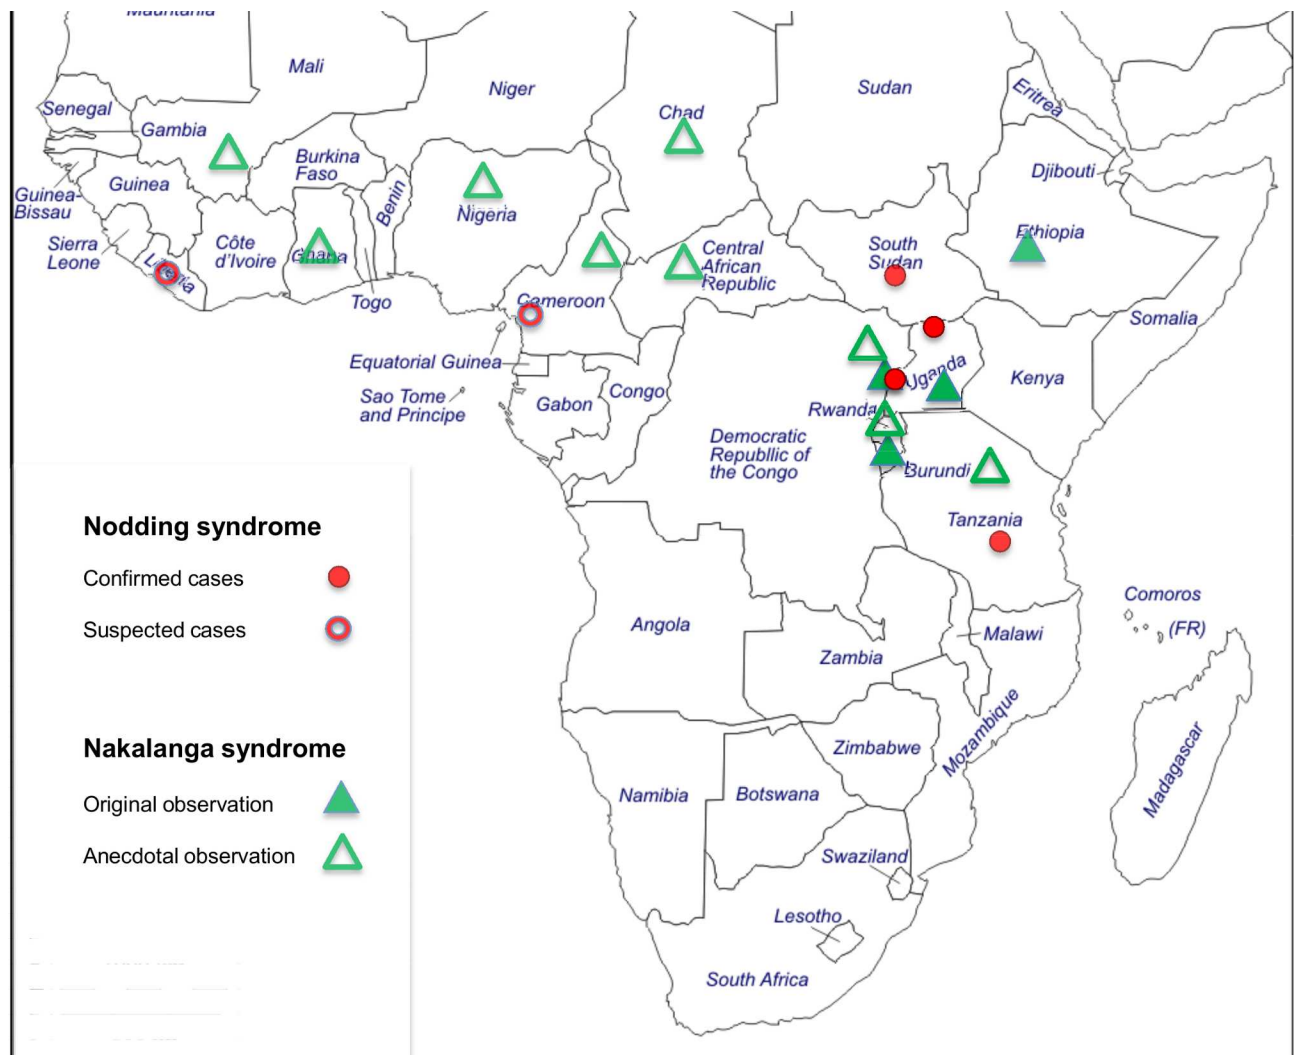 Mauritania
Mali
Niger
Chad
Sudan
Eritrea
Senegal
Gambia
Burkina
Faso
Guinea
Guinea-
Bissau
Sierra
Leone
Liberia
Côte
d'Ivoire
Ghana
Togo
Benin
Nigeria
Cameroon
Central
African
Republic
South
Sudan
Djibouti
Ethiopia
Somalia
Equatorial Guinea
Sao Tome
and Principe
Gabon
Congo
Democratic
Republlic of
the Congo
Rwanda
Uganda
Kenya
Burundi
Tanzania
Comoros
(FR)
Angola
Zambia
Malawi
Mozambique
Madagascar
Zimbabwe
Namibia
Botswana
Swaziland
Lesotho
South Africa
Nodding syndrome
Confirmed cases
Suspected cases
Nakalanga syndrome
Original observation
Anecdotal observation